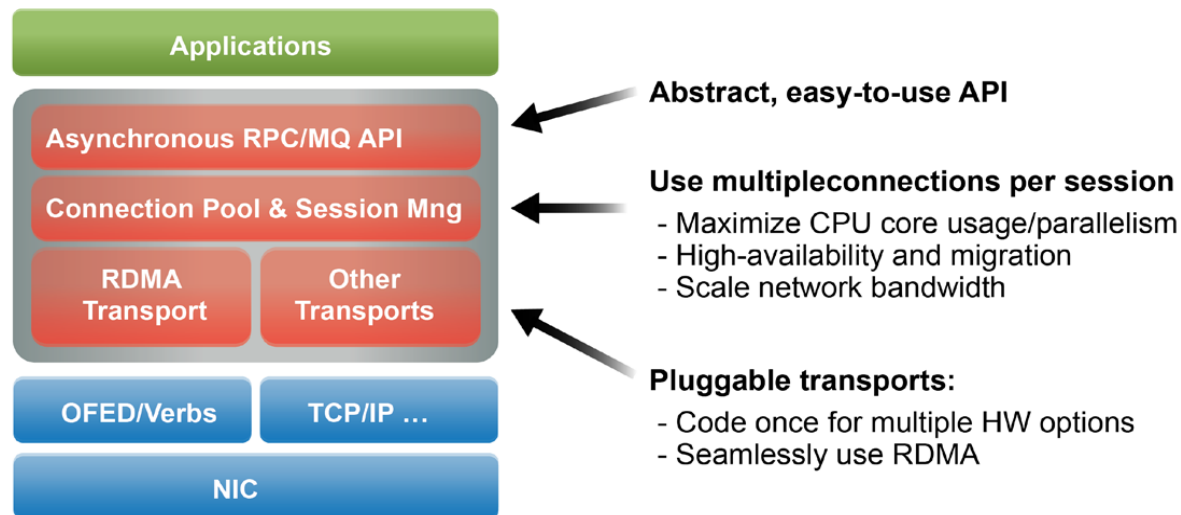 Applications
Asynchronous RPC/MQ API
Connection Pool & Session Mng
RDMA
Transport
Other
Transports
OFED/Verbs
TCP/IP ...
NIC
Abstract, easy-to-use API
Use multipleconnections per session
- Maximize CPU core usage/parallelism
- High-availability and migration
- Scale network bandwidth
Pluggable transports:
- Code once for multiple HW options
- Seamlessly use RDMA